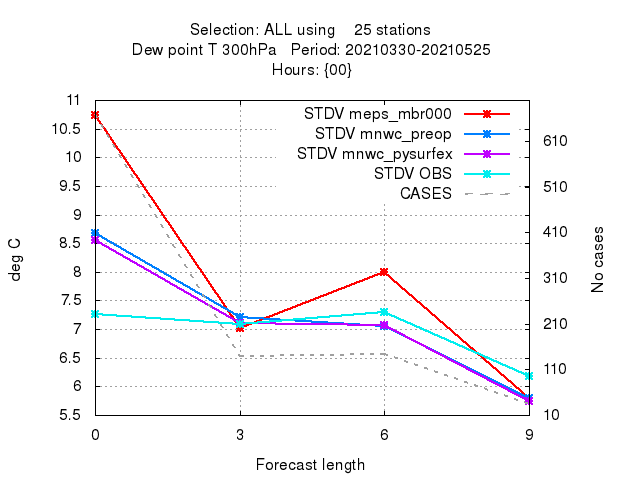 Selection: ALL using    25 stations
Dew point T 300hPa   Period: 20210330-20210525
Hours: {00}
STDV meps_mbr000
STDV mnwc_preop
STDV mnwc_pysurfex
STDV OBS
CASES
deg C
11
10.5
10
9.5
9
8.5
8
7.5
7
6.5
6
5.5
No cases
610
510
410
310
210
110
10
0 3 6 9
Forecast length